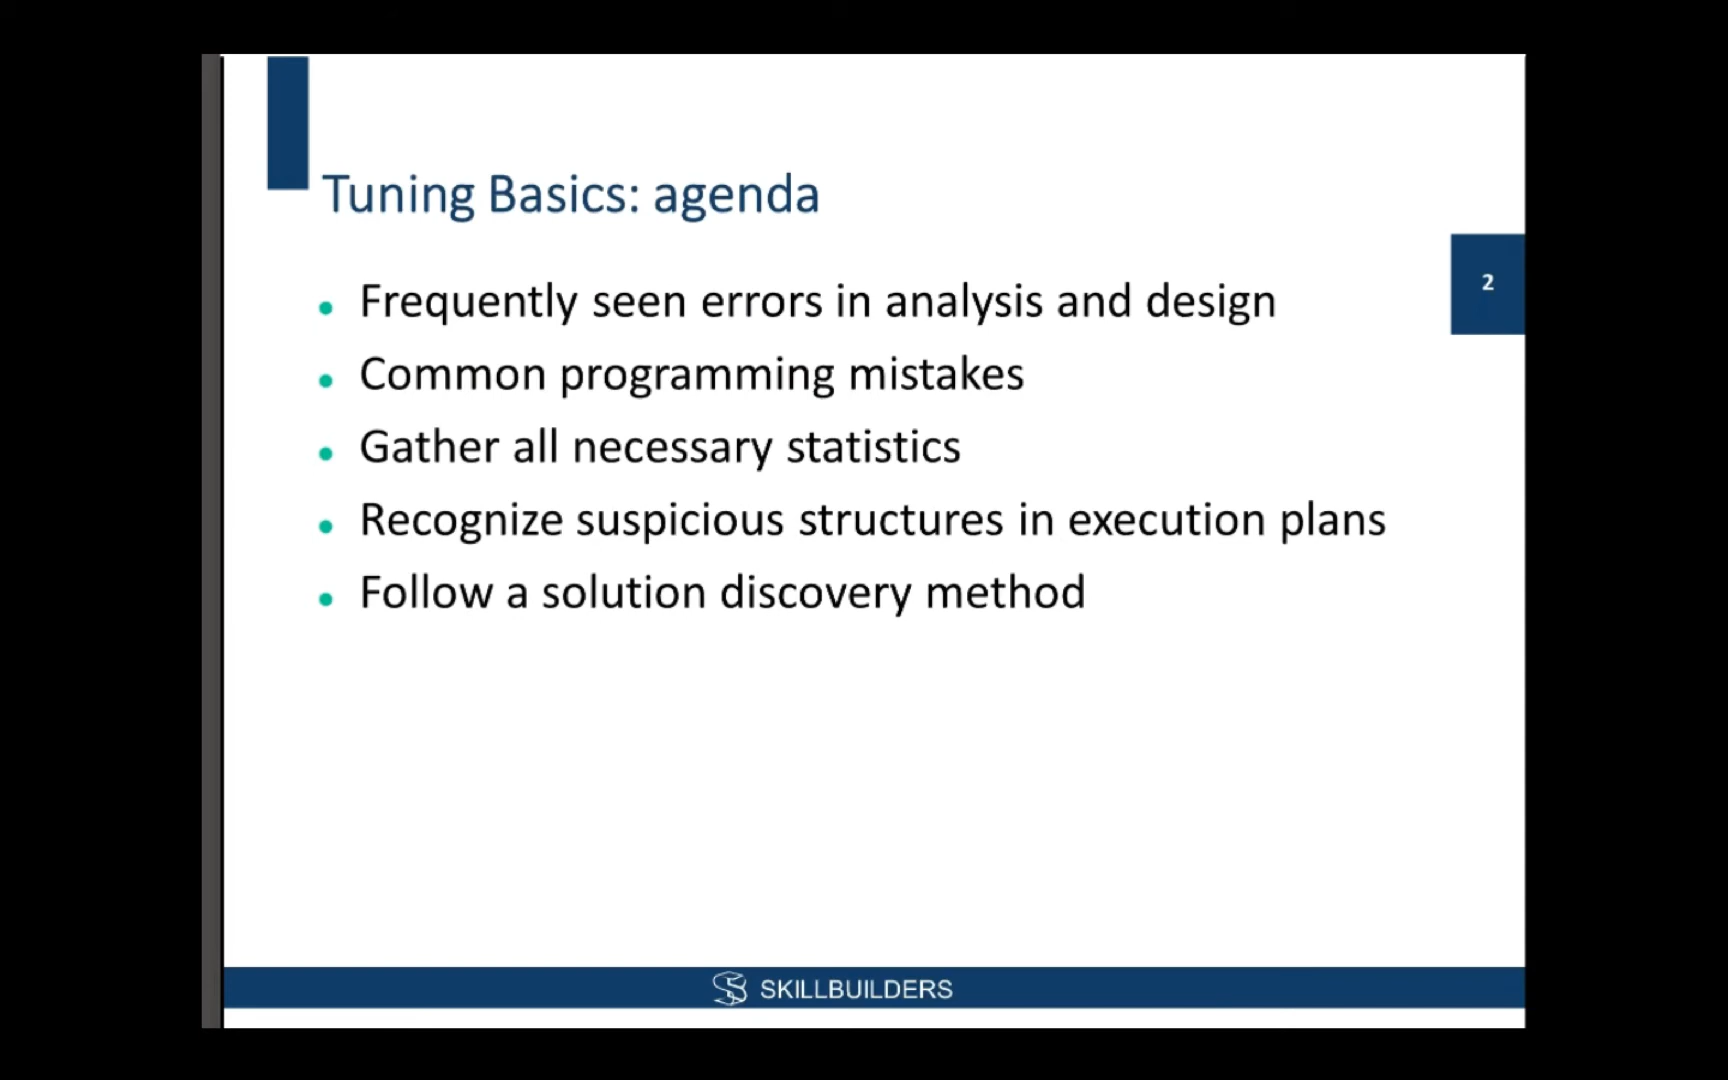 Tuning Basics: agenda
2
• Frequently seen errors in analysis and design
• Common programming mistakes
• Gather all necessary statistics
• Recognize suspicious structures in execution plans
• Follow a solution discovery method
SKILLBUILDERS